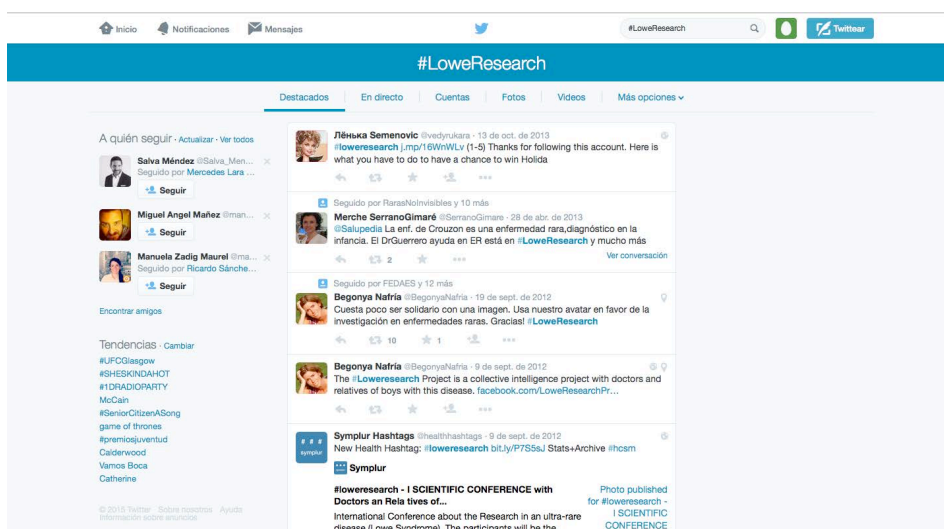 Inicio
Notificaciones
Mensajes
#LoweResearch
Twittear
#LoweResearch
Destacados
En directo
Cuentas
Fotos
Videos
Más opciones
A quién seguir · Actualizar · Ver todos
Salva Méndez @Salva_Men...
Seguido por Mercedes Lara ...
Seguir
Miguel Angel Mañez @man...
Seguir
Manuela Zadig Maurel @ma...
Seguido por Ricardo Sánche...
Seguir
Encontrar amigos
Tendencias · Cambiar
#UFCGlasgow
#SHESKINDAHOT
#1DRADIOPARTY
McCain
#SeniorCitizenASong
game of thrones
#premiosjuventud
Calderwood
Vamos Boca
Catherine
© 2015 Twitter Sobre nosotros Ayuda
Información sobre anuncios
Лёнька Semenovic @vedyrukara · 13 de oct. de 2013
#loweresearch j.mp/16WnWLv (1-5) Thanks for following this account. Here is
what you have to do to have a chance to win Holida
Seguido por RarasNoInvisibles y 10 más
Merche SerranoGimaré @SerranoGimare · 28 de abr. de 2013
@Salupedia La enf. de Crouzon es una enfermedad rara,diagnóstico en la
infancia. El DrGuerrero ayuda en ER está en #LoweResearch y mucho más
2
Ver conversación
Seguido por FEDAES y 12 más
Begonya Nafría @BegonyaNafria · 19 de sept. de 2012
Cuesta poco ser solidario con una imagen. Usa nuestro avatar en favor de la
investigación en enfermedades raras. Gracias! #LoweResearch
10
1
Begonya Nafría @BegonyaNafria · 9 de sept. de 2012
The #Loweresearch Project is a collective intelligence project with doctors and
relatives of boys with this disease. facebook.com/LoweResearchPr...
# # #
symplur
Symplur Hashtags @healthhashtags · 9 de sept. de 2012
New Health Hashtag: #loweresearch bit.ly/P7S5sJ Stats+Archive #hcsm
Symplur
#loweresearch - I SCIENTIFIC CONFERENCE with
Doctors an Rela tives of...
International Conference about the Research in an ultra-rare
disease (Lowe Syndrome). The participants will be the
Photo published
for #loweresearch -
I SCIENTIFIC
CONFERENCE